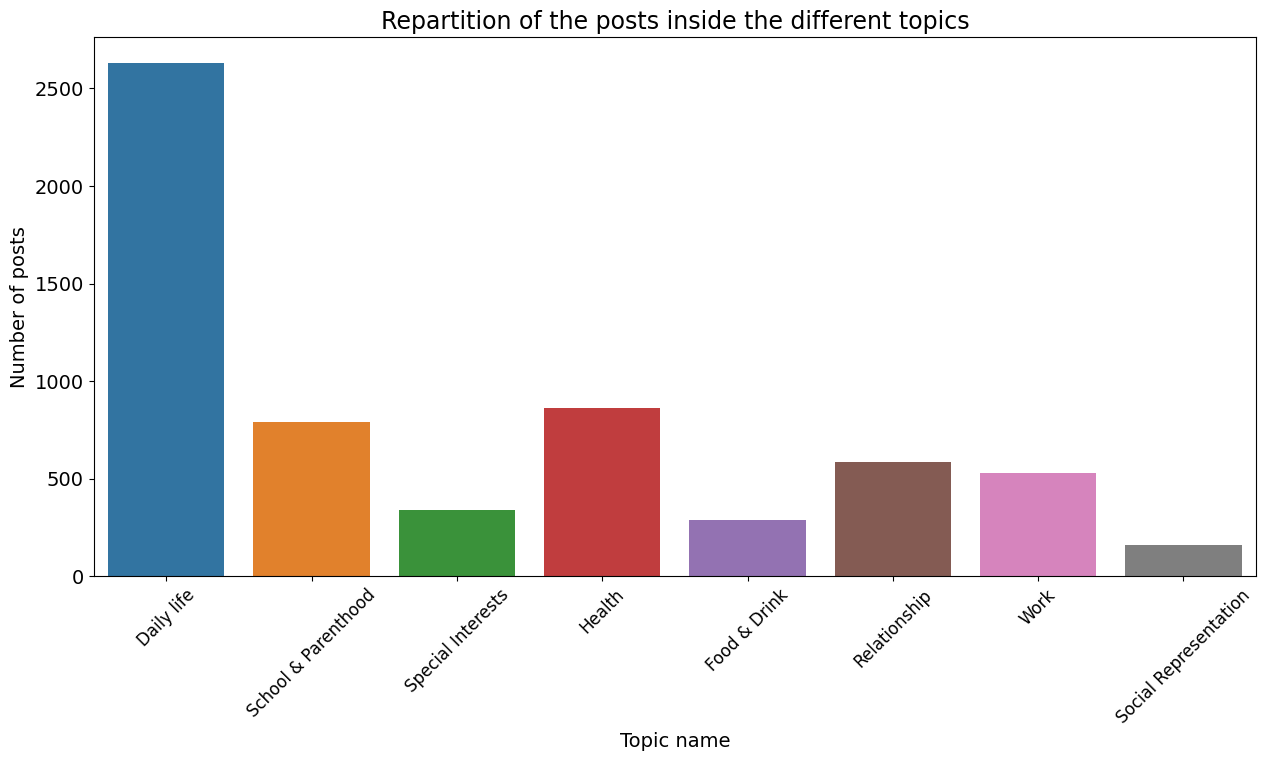 Repartition of the posts inside the different topics
Number of posts
2500
2000
1500
1000
500
0
Daily life
School & Parenthood
Special Interests
Health
Food & Drink
Relationship
Work
Social Representation
Topic name